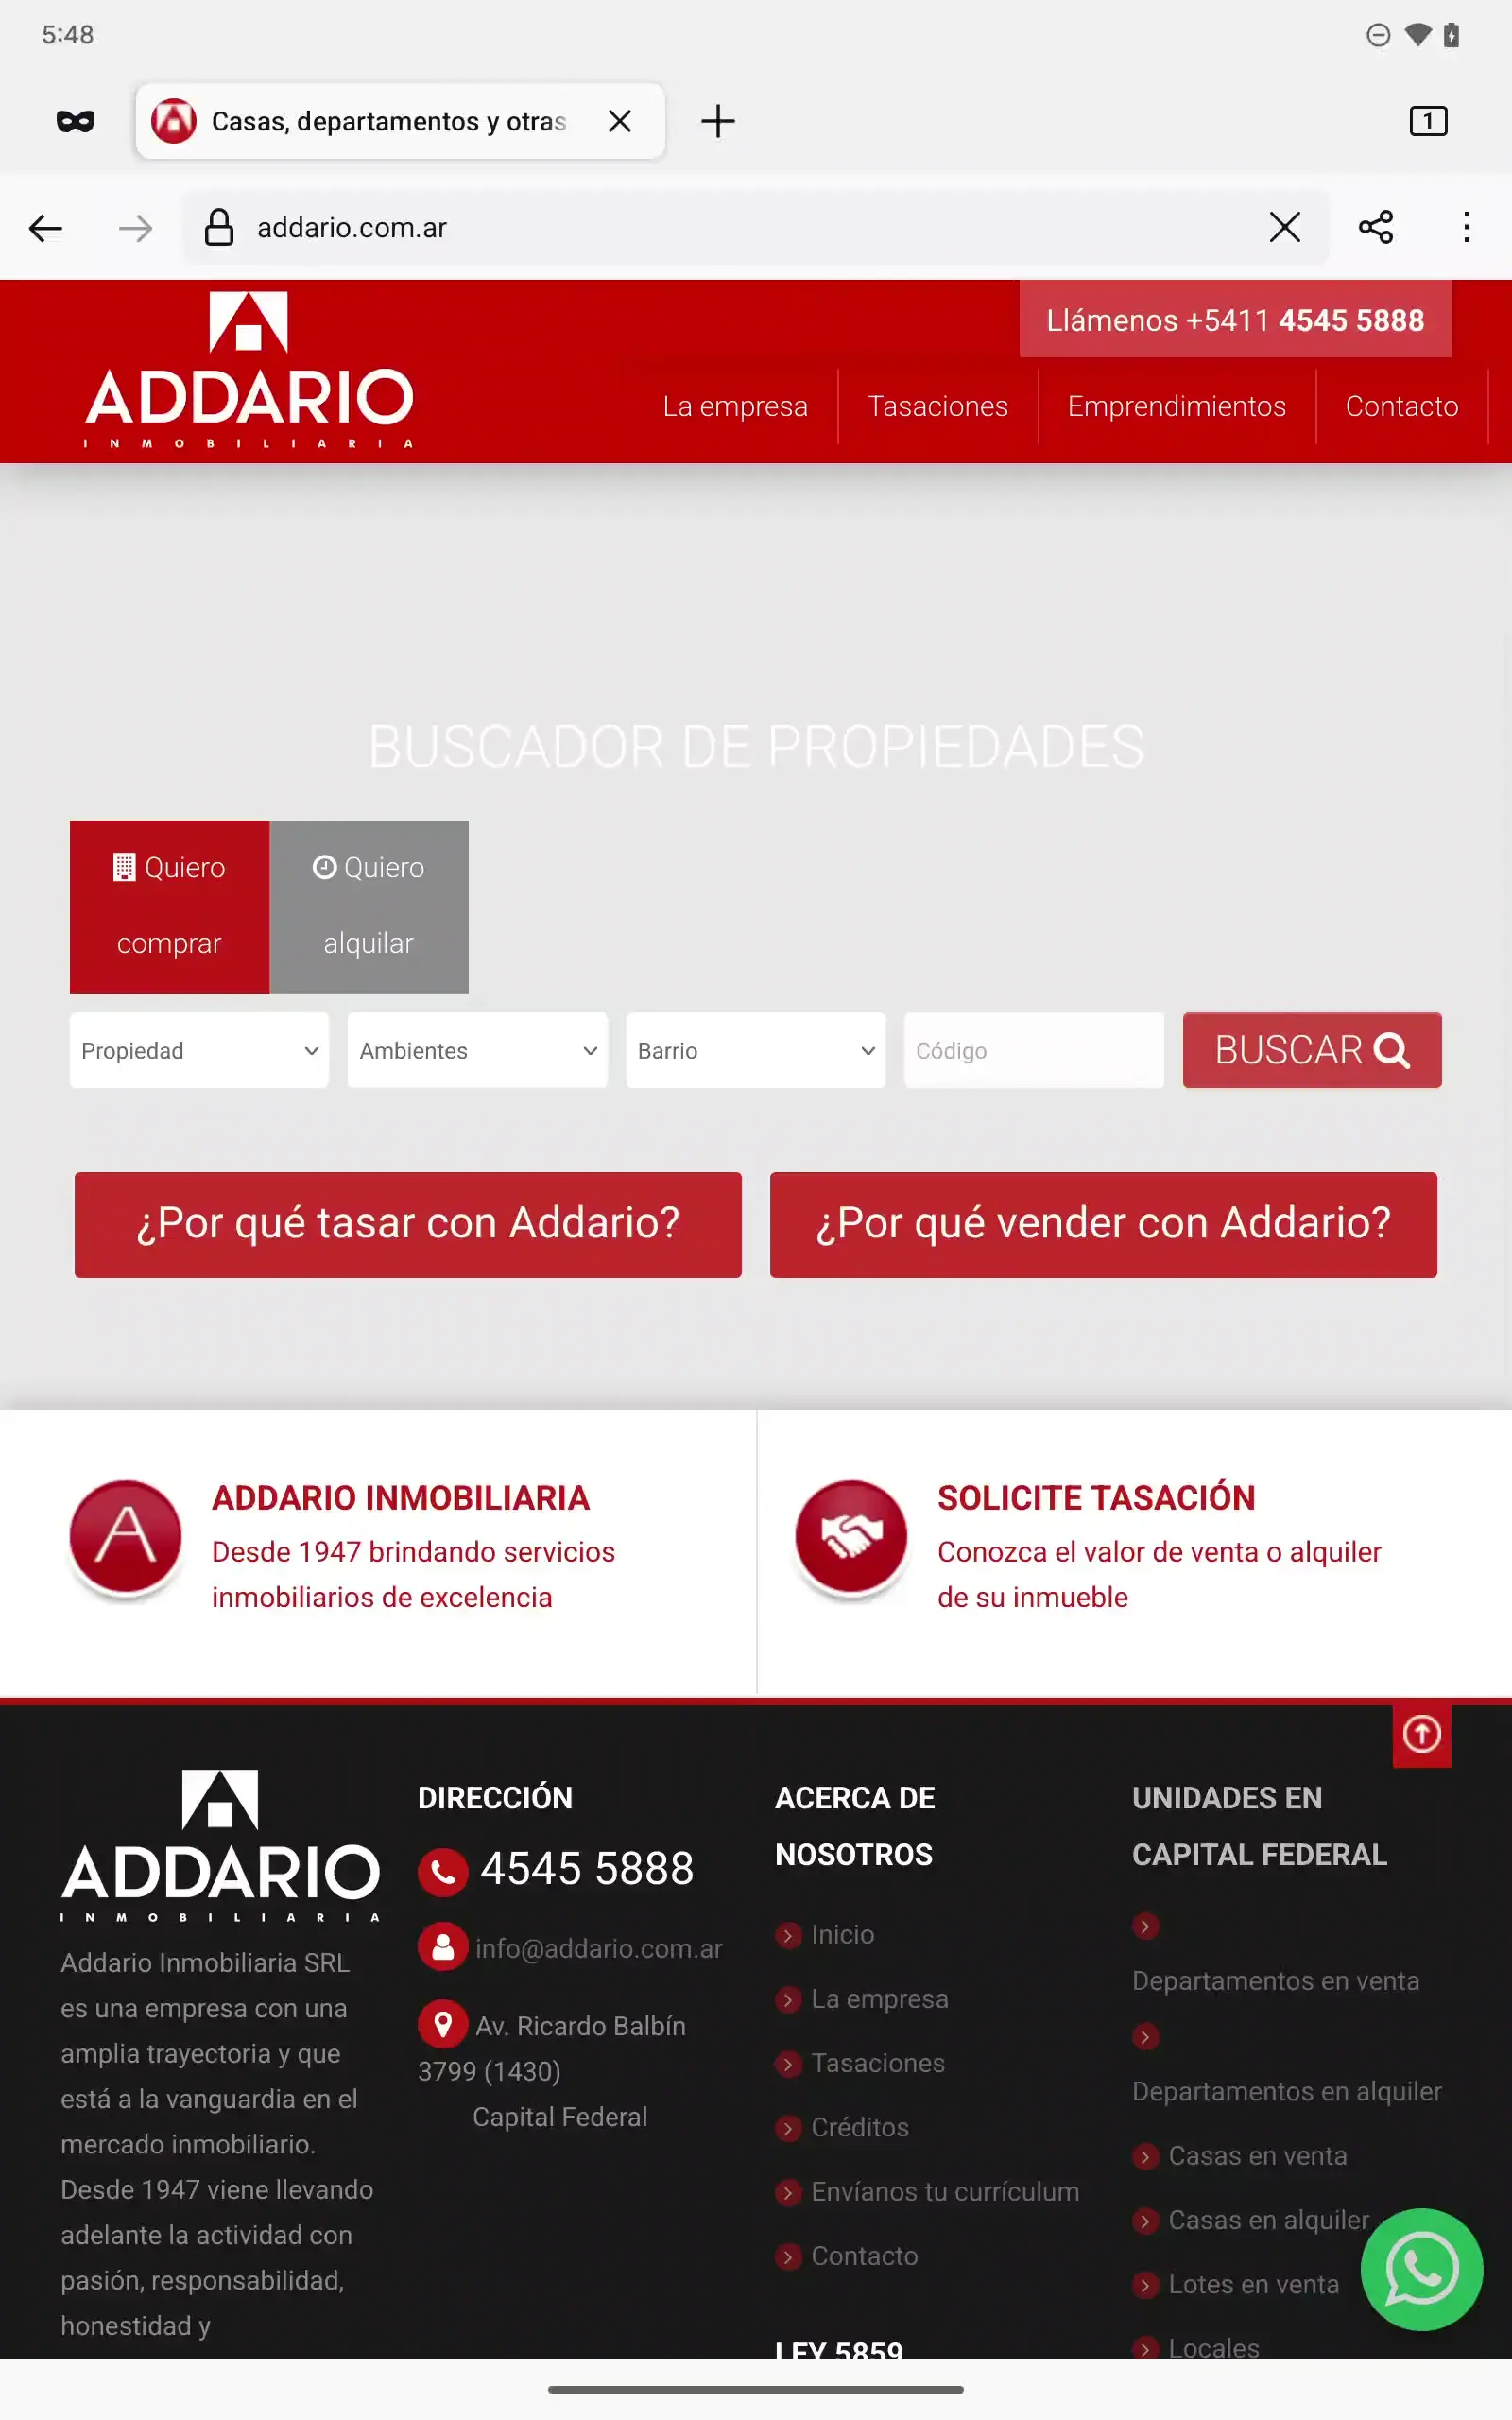 5:48
Casas, departamentos y otras
1
addario.com.ar
Llámenos +5411 4545 5888
ADDARIO
INMOBILIARIA
La empresa
Tasaciones
Emprendimientos
Contacto
BUSCADOR DE PROPIEDADES
Quiero
comprar
Quiero
alquilar
Propiedad
Ambientes
Barrio
Código
BUSCAR
¿Por qué tasar con Addario?
¿Por qué vender con Addario?
ADDARIO INMOBILIARIA
Desde 1947 brindando servicios
inmobiliarios de excelencia
SOLICITE TASACIÓN
Conozca el valor de venta o alquiler
de su inmueble
ADDARIO
INMOBILIARIA
Addario Inmobiliaria SRL
es una empresa con una
amplia trayectoria y que
está a la vanguardia en el
mercado inmobiliario.
Desde 1947 viene llevando
adelante la actividad con
pasión, responsabilidad,
honestidad y
DIRECCIÓN
4545 5888
info@addario.com.ar
Av. Ricardo Balbín
3799 (1430)
Capital Federal
ACERCA DE
NOSOTROS
Inicio
La empresa
Tasaciones
Créditos
Envíanos tu currículum
Contacto
LEY 5859
UNIDADES EN
CAPITAL FEDERAL
Departamentos en venta
Departamentos en alquiler
Casas en venta
Casas en alquiler
Lotes en venta
Locales